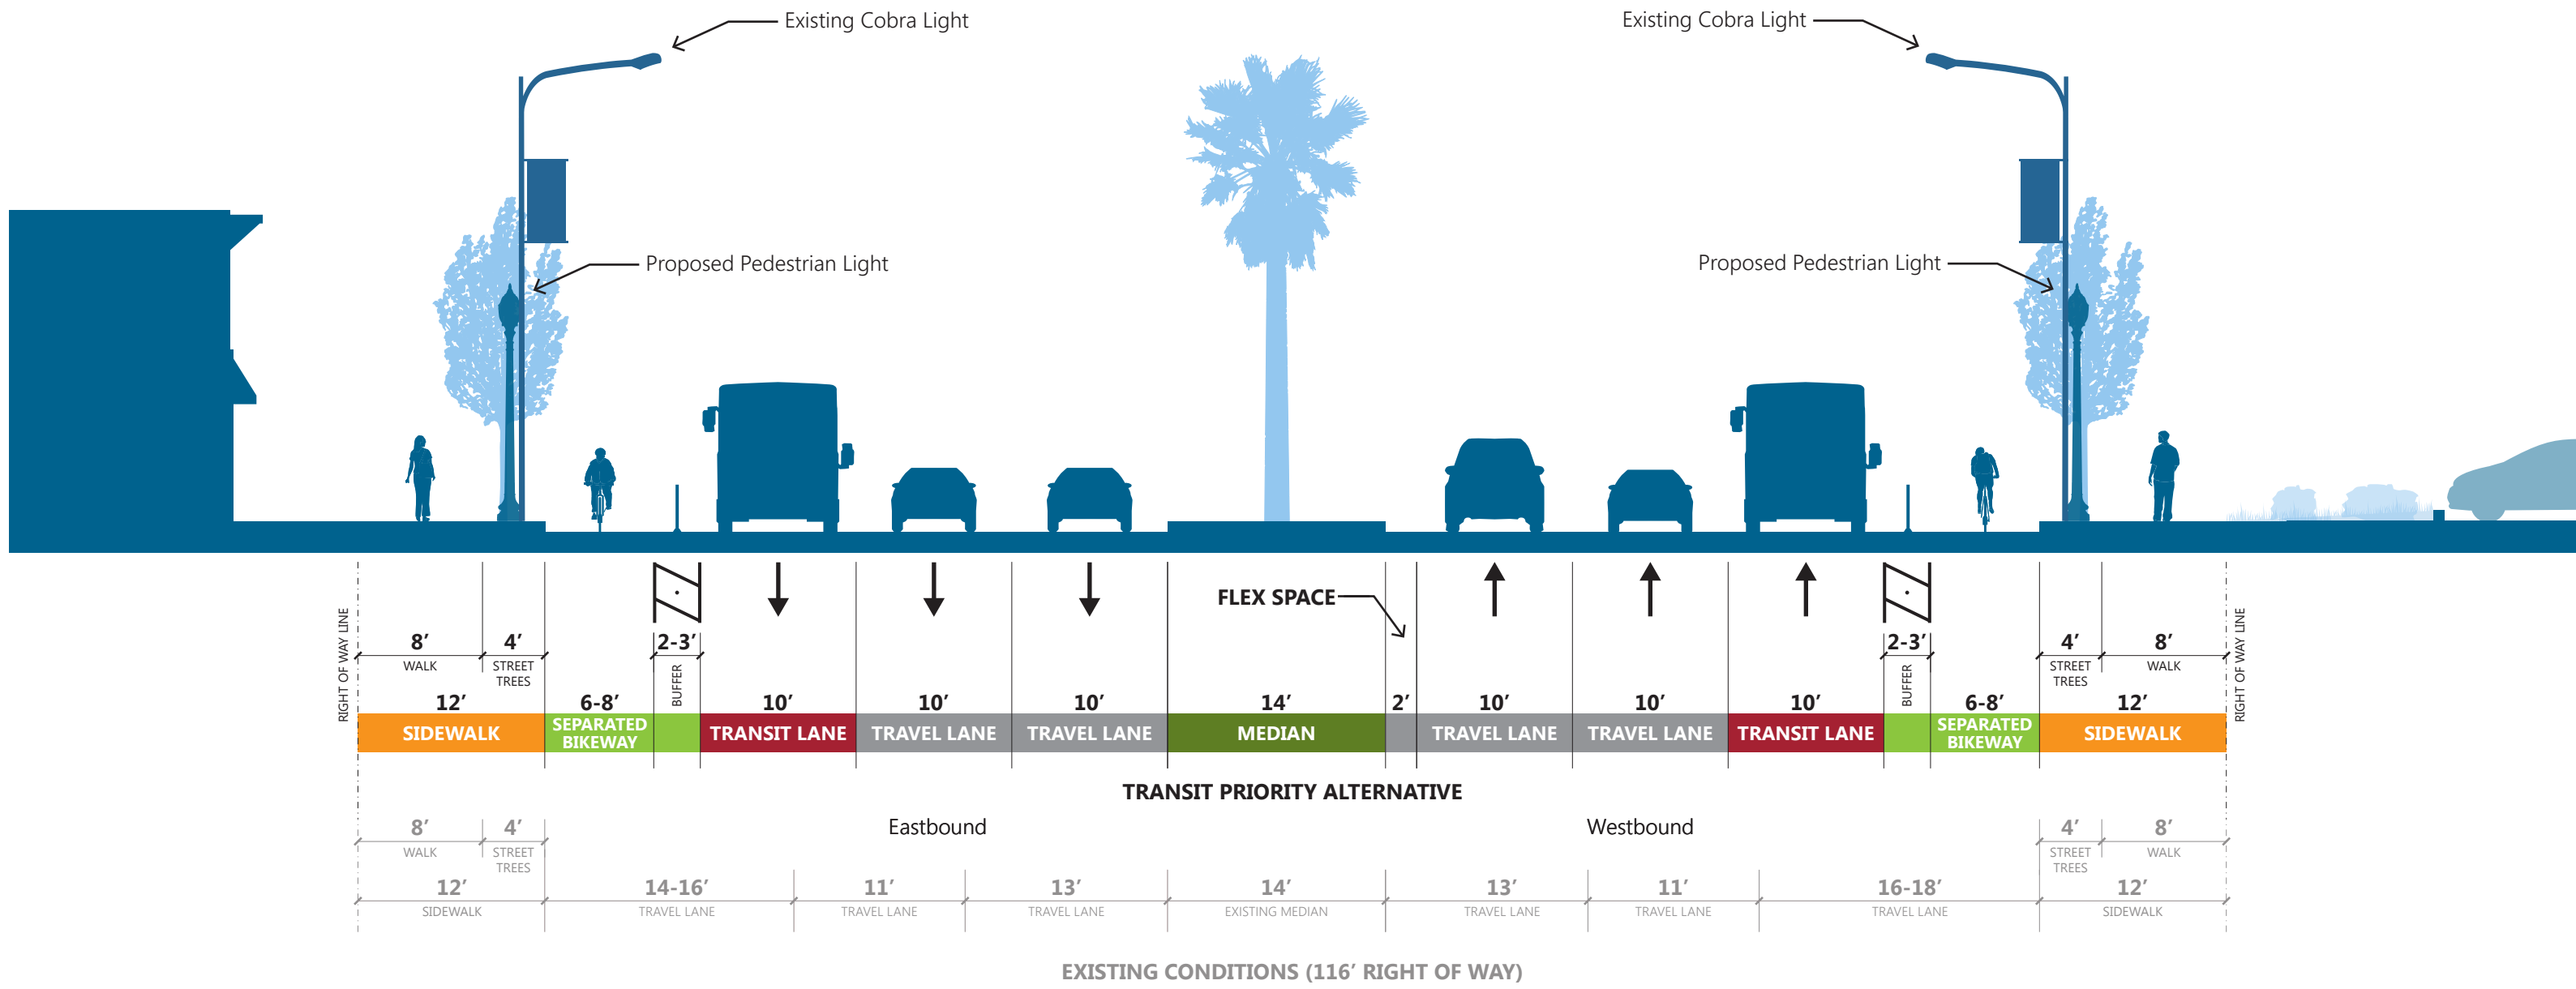 Existing Cobra Light
Existing Cobra Light
Proposed Pedestrian Light
Proposed Pedestrian Light
FLEX SPACE
RIGHT OF WAY LINE
8’ 4’ 2-3’ 2-3’ 4’ 8’
WALK STREET TREES BUFFER BUFFER STREET TREES WALK
RIGHT OF WAY LINE
12’ 6-8’ 10’ 10’ 10’ 14’ 2’ 10’ 10’ 10’ 6-8’ 12’
SIDEWALK SEPARATED BIKEWAY TRANSIT LANE TRAVEL LANE TRAVEL LANE MEDIAN TRAVEL LANE TRAVEL LANE TRANSIT LANE SEPARATED BIKEWAY SIDEWALK
TRANSIT PRIORITY ALTERNATIVE
Eastbound Westbound
8’ 4’ 4’ 8’
WALK STREET TREES STREET TREES WALK
12’ 14-16’ 11’ 13’ 14’ 13’ 11’ 16-18’ 12’
SIDEWALK TRAVEL LANE TRAVEL LANE TRAVEL LANE EXISTING MEDIAN TRAVEL LANE TRAVEL LANE TRAVEL LANE SIDEWALK
EXISTING CONDITIONS (116’ RIGHT OF WAY)